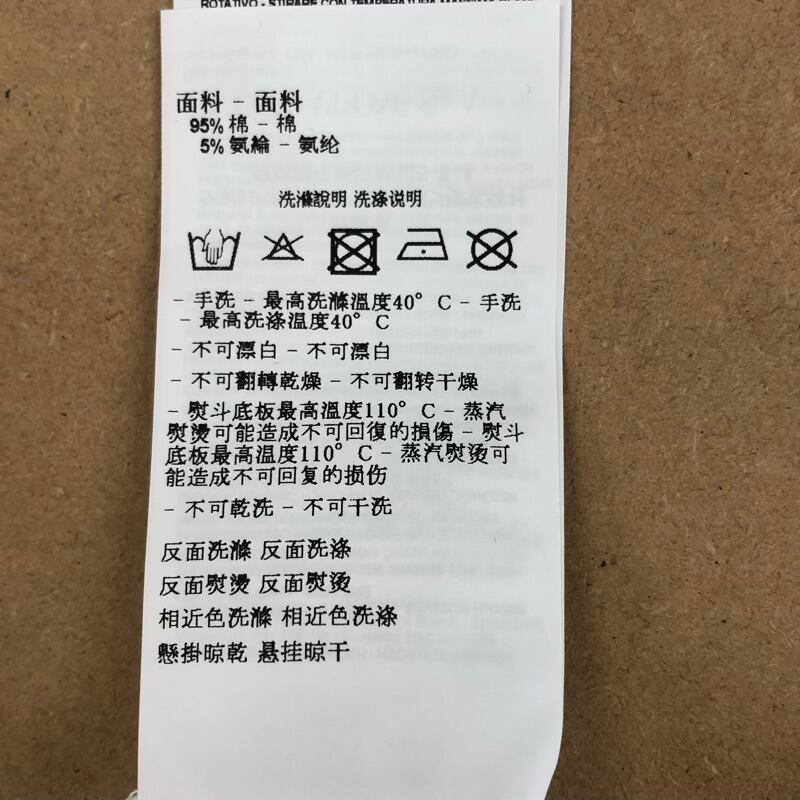 ROTATIVO - STIRARE CON TEMPERATURA MASSIMA
面料 - 面料
95% 棉 - 棉
5% 氨綸 - 氨纶
洗滌說明 洗涤说明
- 手洗 - 最高洗滌溫度40° C - 手洗
- 最高洗涤温度40° C
- 不可漂白 - 不可漂白
- 不可翻轉乾燥 - 不可翻转干燥
- 熨斗底板最高溫度110° C - 蒸汽
熨燙可能造成不可回復的損傷 - 熨斗
底板最高温度110° C - 蒸汽熨烫可
能造成不可回复的损伤
- 不可乾洗 - 不可干洗
反面洗滌 反面洗涤
反面熨燙 反面熨烫
相近色洗滌 相近色洗涤
懸掛晾乾 悬挂晾干